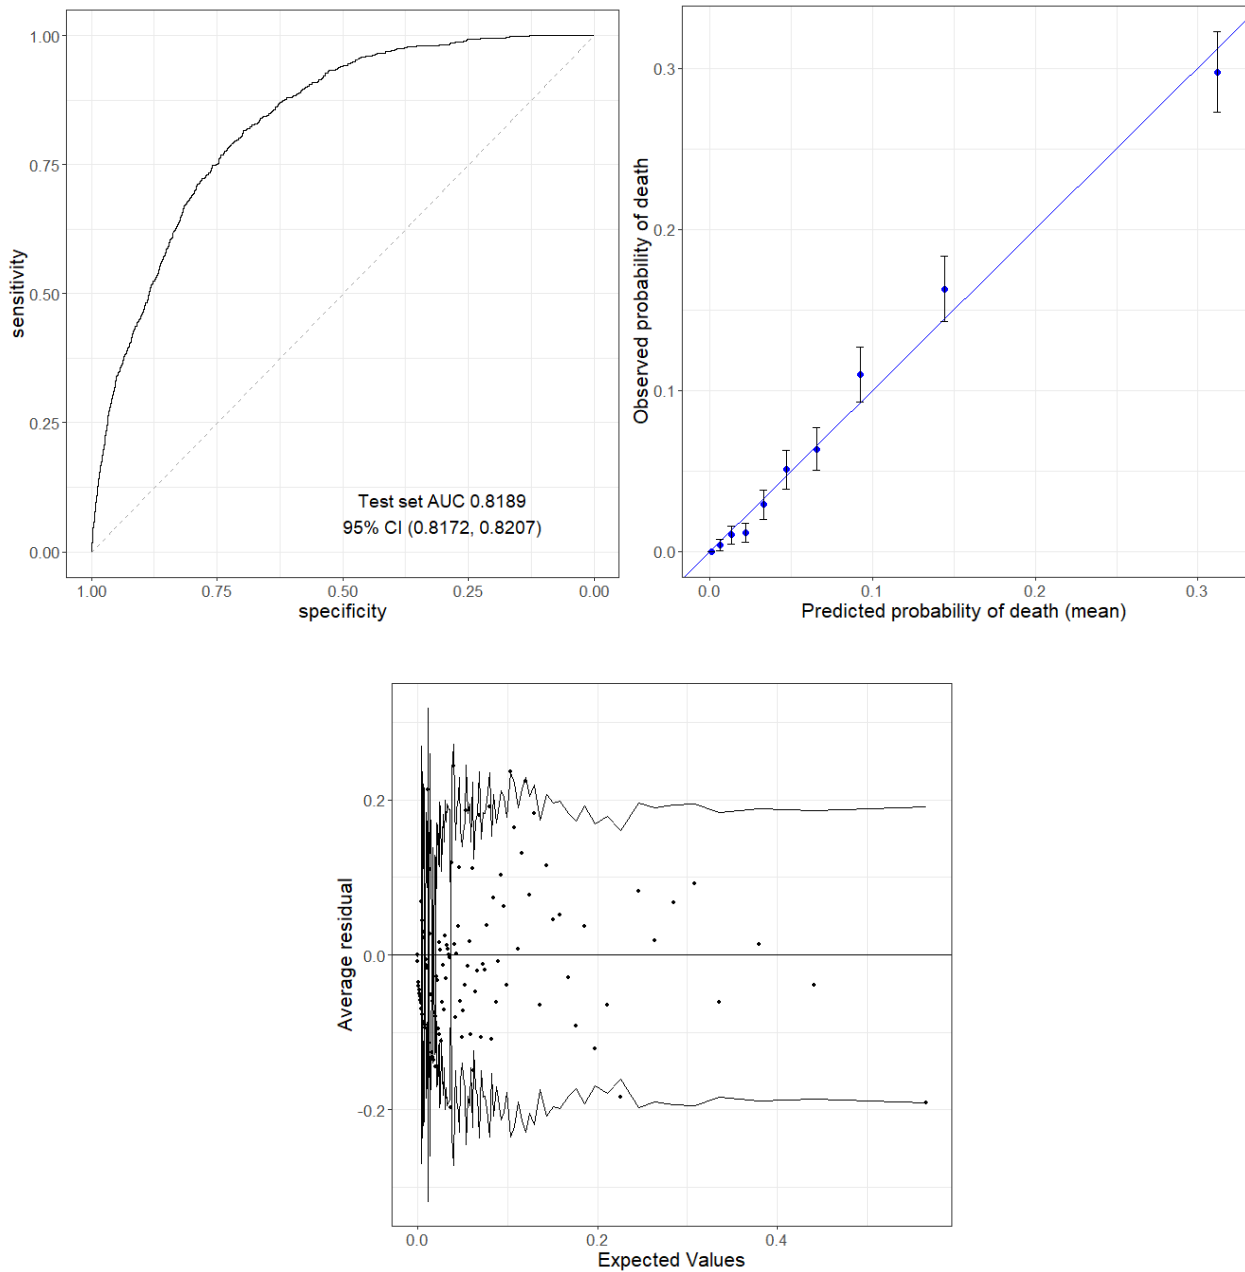 1.00
0.75
0.50
0.25
0.00
sensitivity
Test set AUC 0.8189
95% CI (0.8172, 0.8207)
1.00 0.75 0.50 0.25 0.00
specificity
0.3
0.2
0.1
0.0
Observed probability of death
0.0 0.1 0.2 0.3
Predicted probability of death (mean)
0.2
0.0
-0.2
Average residual
0.0 0.2 0.4
Expected Values